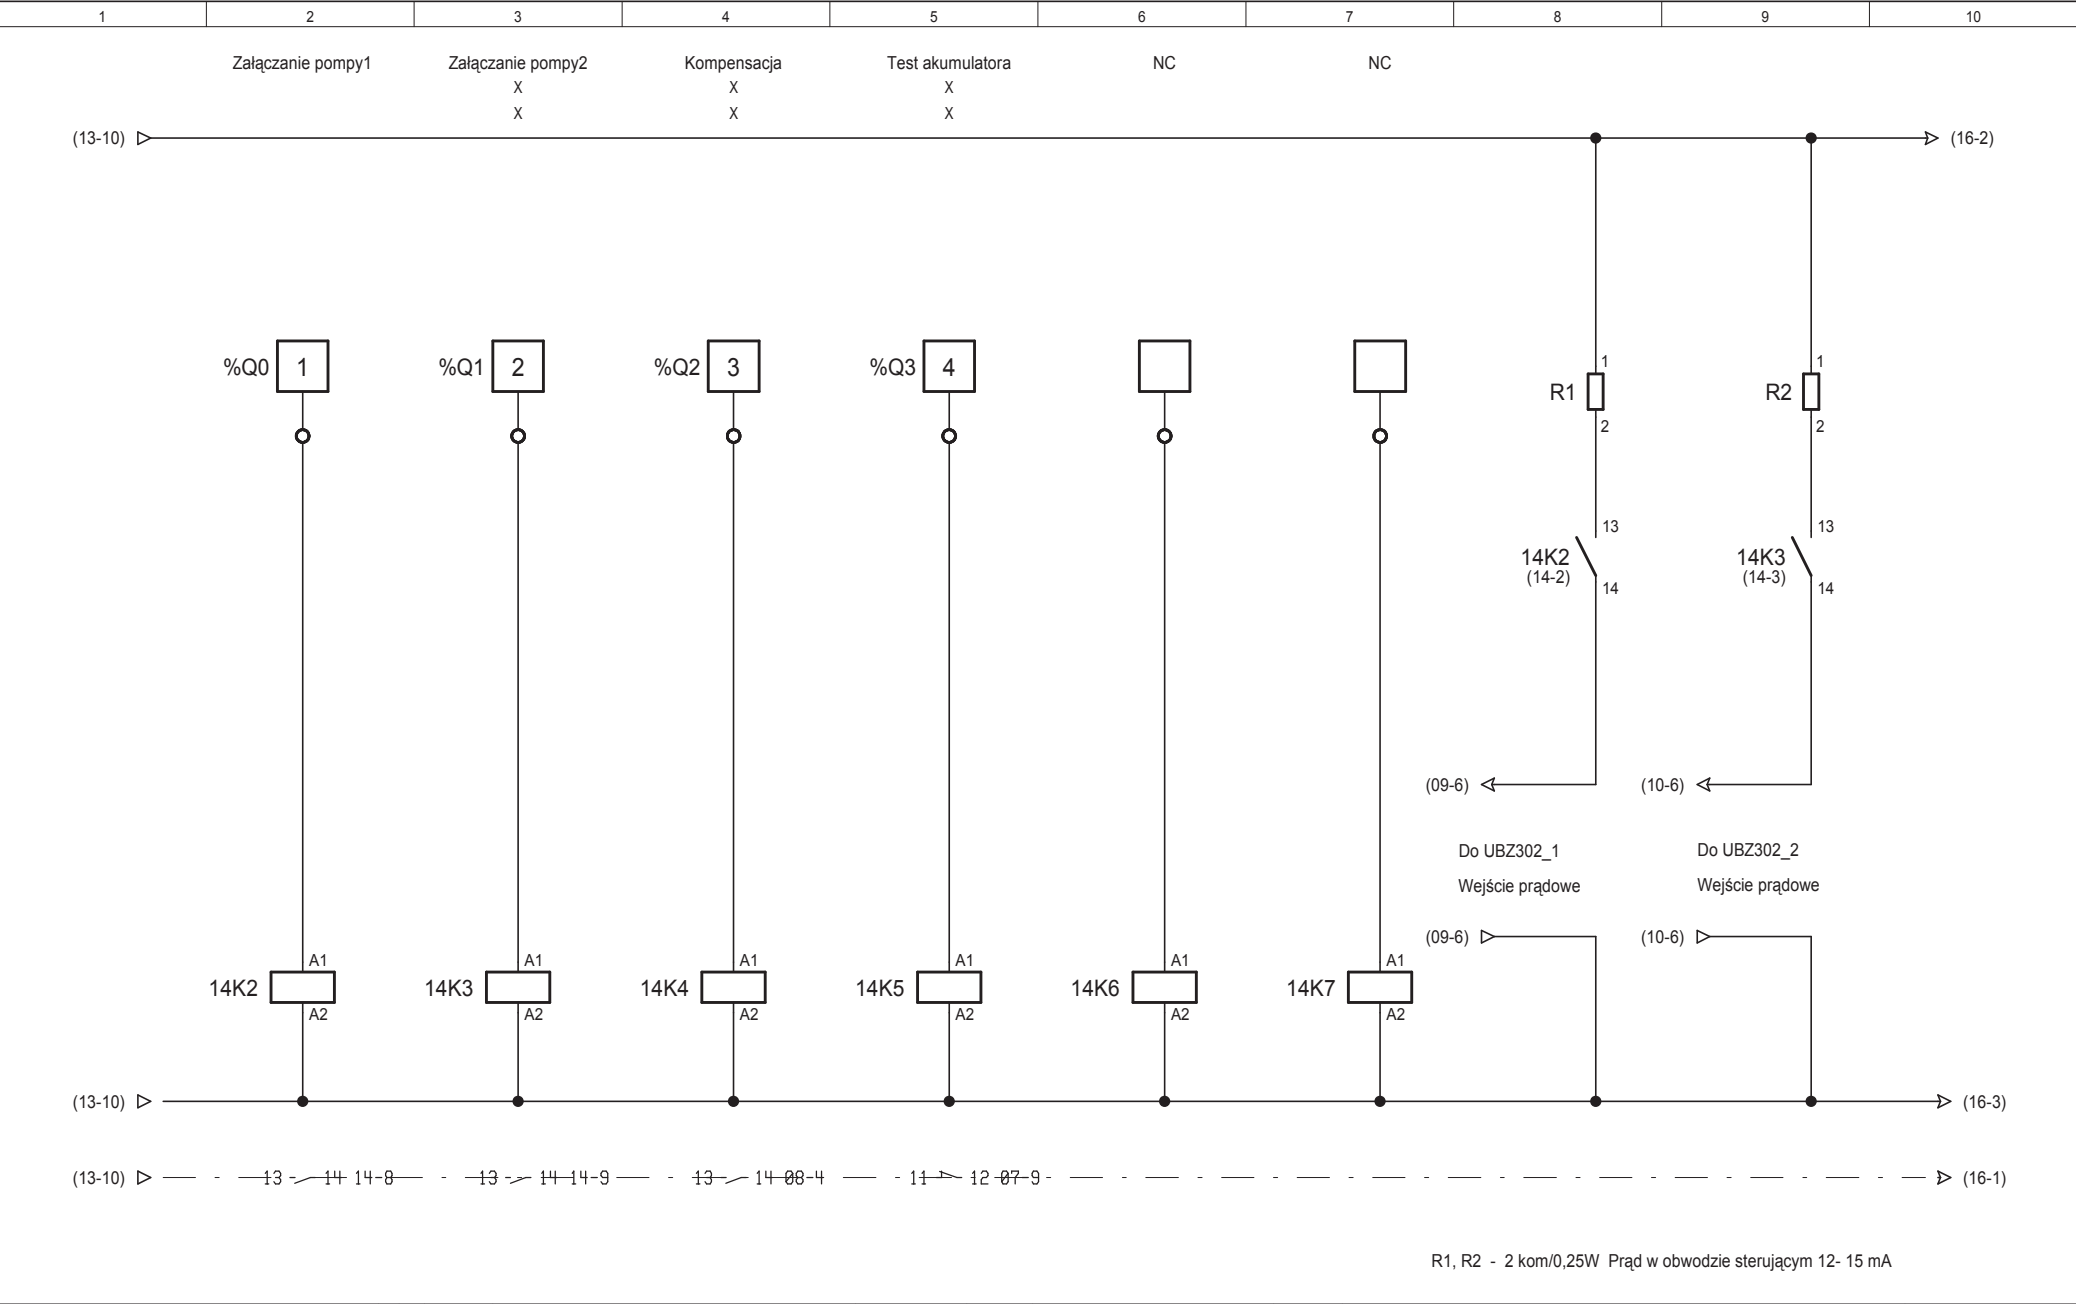 1 2 3 4 5 6 7 8 9 10
Załączanie pompy1 Załączanie pompy2 Kompensacja Test akumulatora NC NC
X X X
X X X
(13-10) (16-2)
%Q0 1 %Q1 2 %Q2 3 %Q3 4
1 1
R1 R2
2 2
13 13
14K2 14K3
(14-2) (14-3)
14 14
(09-6) (10-6)
Do UBZ302_1 Do UBZ302_2
Wejście prądowe Wejście prądowe
(09-6) (10-6)
A1 A1 A1 A1 A1 A1
14K2 14K3 14K4 14K5 14K6 14K7
A2 A2 A2 A2 A2 A2
(13-10) (16-3)
(13-10) 13 14 14-8 13 14 14-9 13 14 08-4 11 12 07-9 (16-1)
R1, R2 - 2 kom/0,25W Prąd w obwodzie sterującym 12- 15 mA